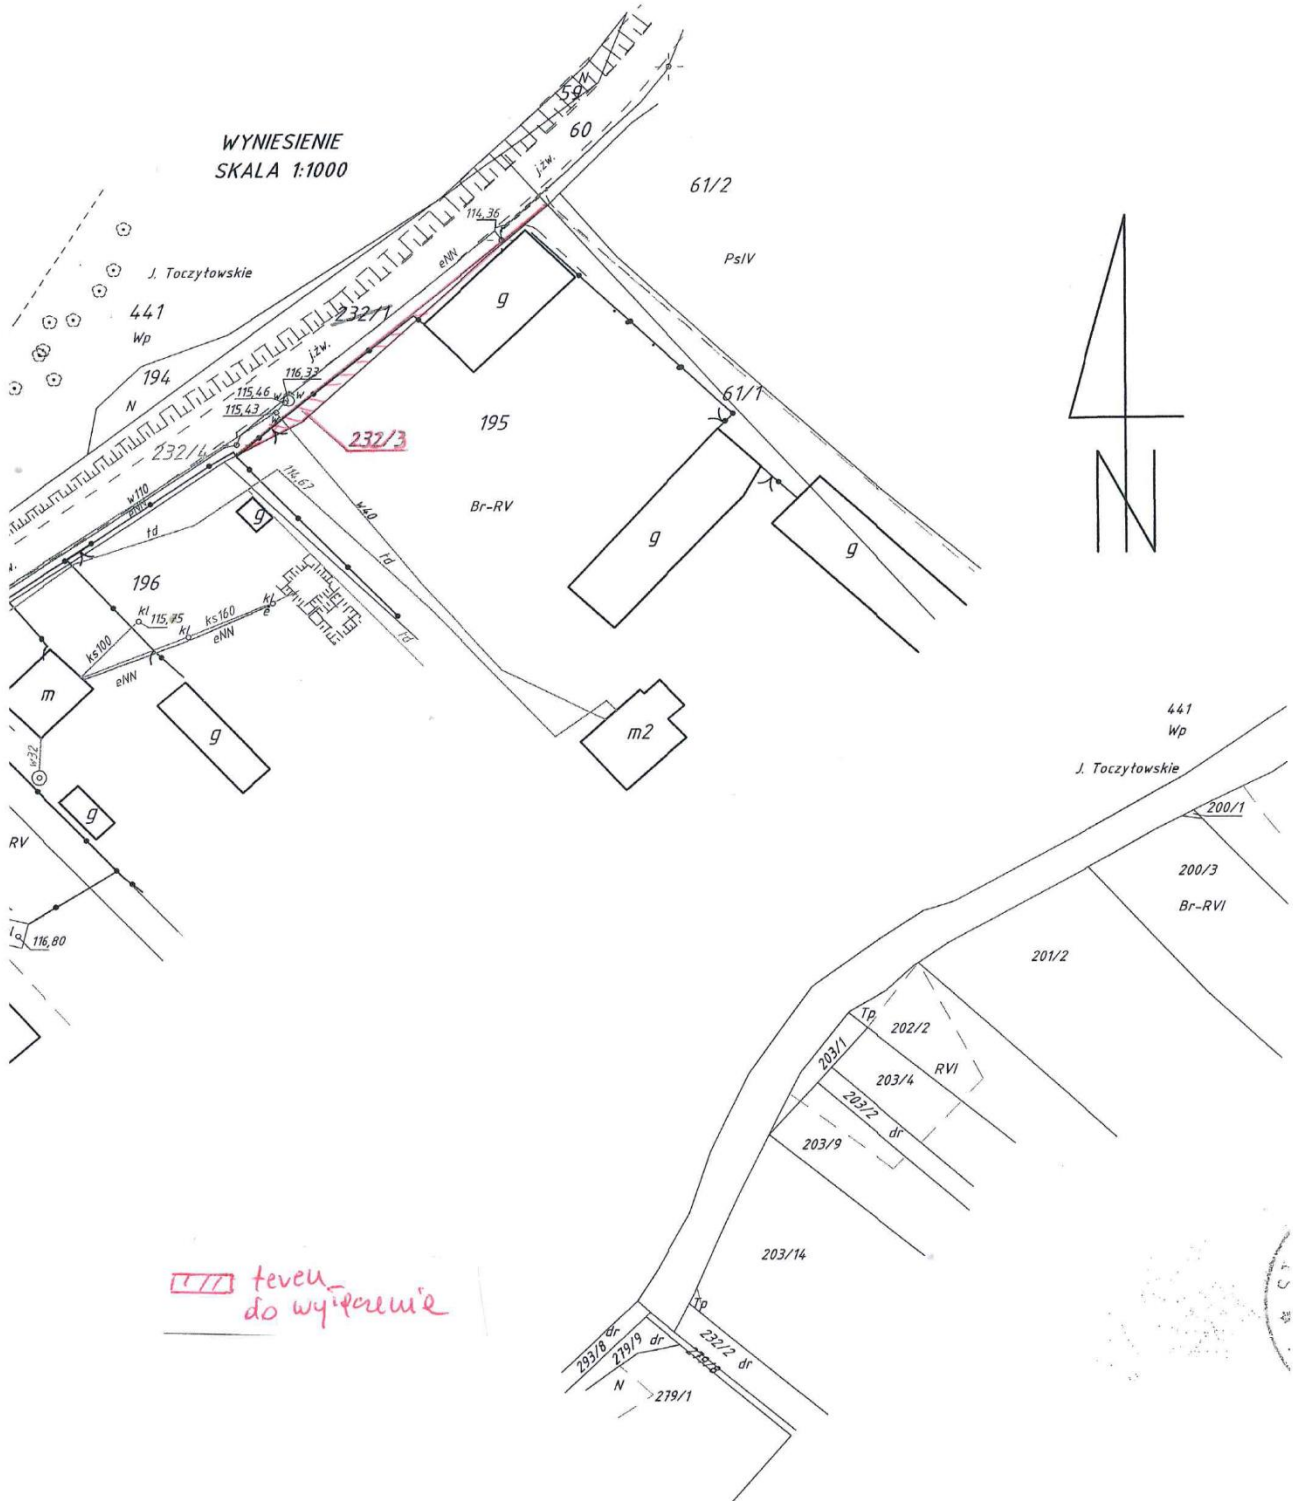 WYNIESIENIE
SKALA 1:1000
N
59
60
j.żw.
61/2
PsIV
114,36
eNN
J. Toczyłowskie
441
Wp
232/1
g
j.żw.
194
N
116,33
115,46
w
w
115,43
w
61/1
195
232/3
232/4
114,67
w110
w40
Br-RV
g
td
g
g
td
196
kl
115,75
ks160
kl
e
kl
eNN
ks100
td
eNN
m
g
m2
w32
g
RV
116,80
N
441
Wp
J. Toczyłowskie
200/1
200/3
Br-RVI
201/2
Tp
202/2
203/1
RVI
203/4
203/2
dr
203/9
203/14
teren
do wyłączenia
Tp
dr
293/8
279/9
dr
232/2
dr
279/8
N
279/1